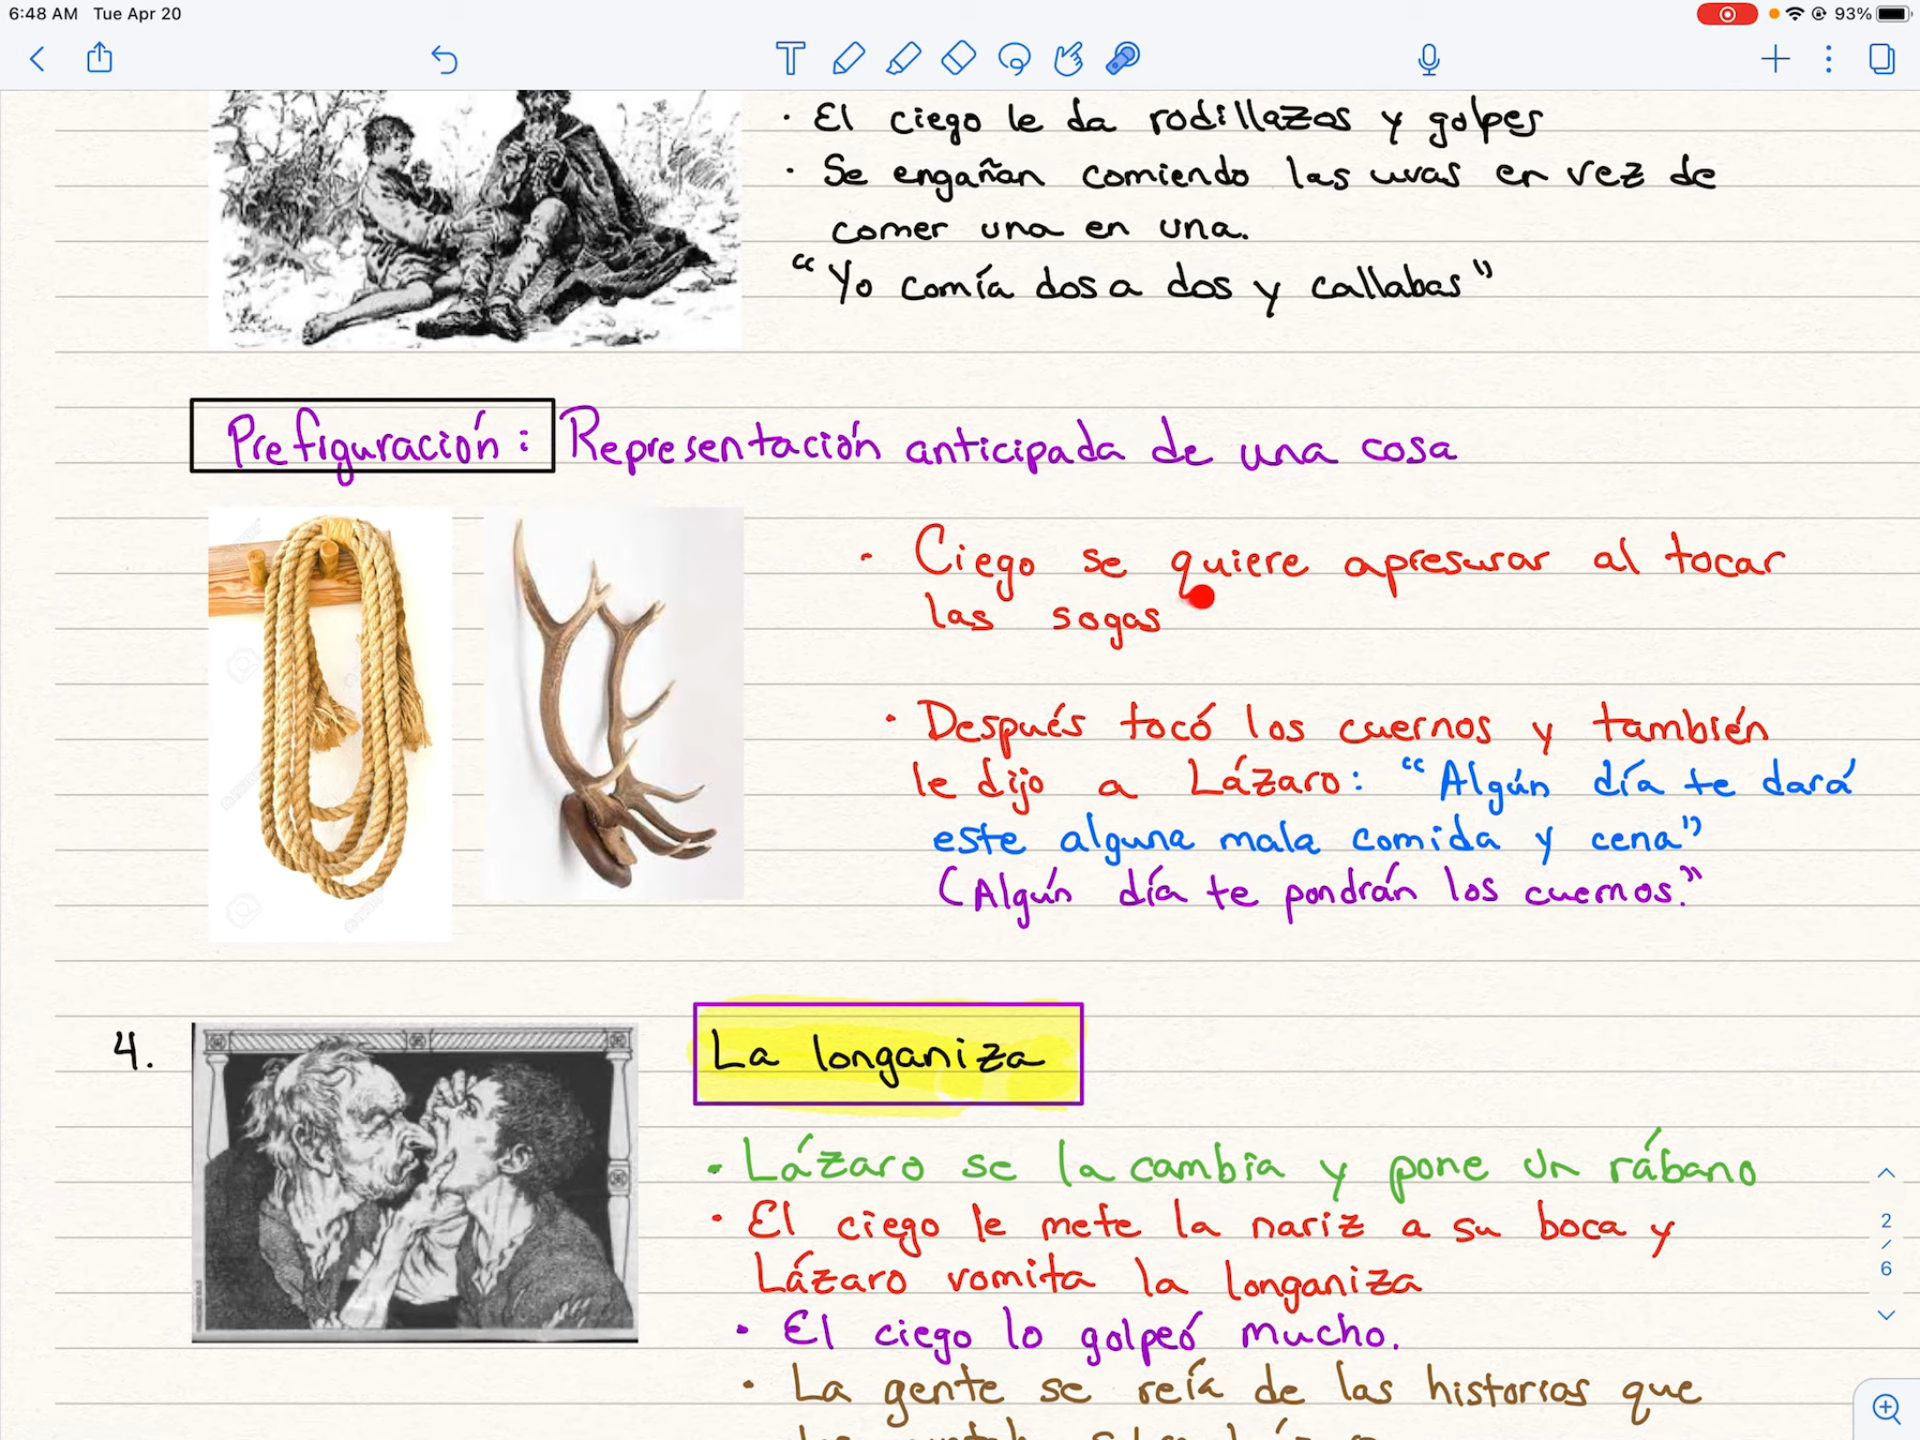 6:48 AM Tue Apr 20
93%
· El ciego le da rodillazos y golpes
· Se engañan comiendo las uvas en vez de
comer una en una.
"Yo comía dos a dos y callabas"
Prefiguración: Representación anticipada de una cosa
· Ciego se quiere apresurar al tocar
las sogas
· Después tocó los cuernos y también
le dijo a Lázaro: "Algún día te dará
este alguna mala comida y cena"
(Algún día te pondrán los cuernos."
4.
La longaniza
· Lázaro se la cambia y pone un rábano
· El ciego le mete la nariz a su boca y
Lázaro vomita la longaniza
· El ciego lo golpeó mucho.
· La gente se reía de las historias que
2
/
6